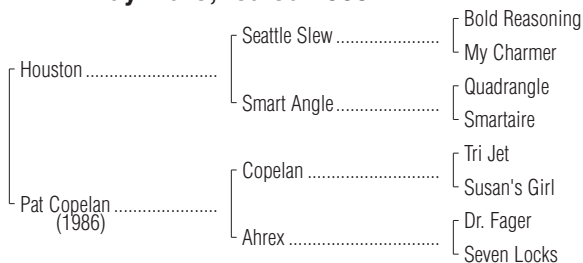 Bold Reasoning
Seattle Slew
My Charmer
Houston
Quadrangle
Smart Angle
Smartaire
Tri Jet
Copelan
Susan's Girl
Pat Copelan
(1986)
Dr. Fager
Ahrex
Seven Locks